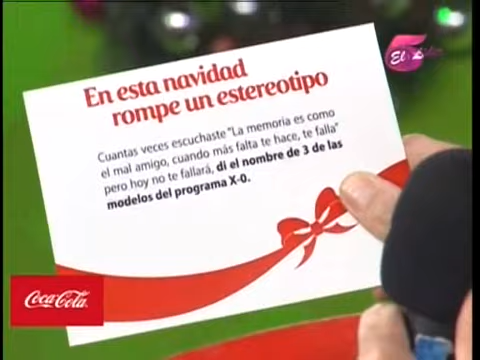 El
En esta navidad
rompe un estereotipo
Cuantas veces escuchaste "La memoria es como
el mal amigo, cuando más falta te hace, te falla"
pero hoy no te fallará, di el nombre de 3 de las
modelos del programa X-0.
Coca-Cola